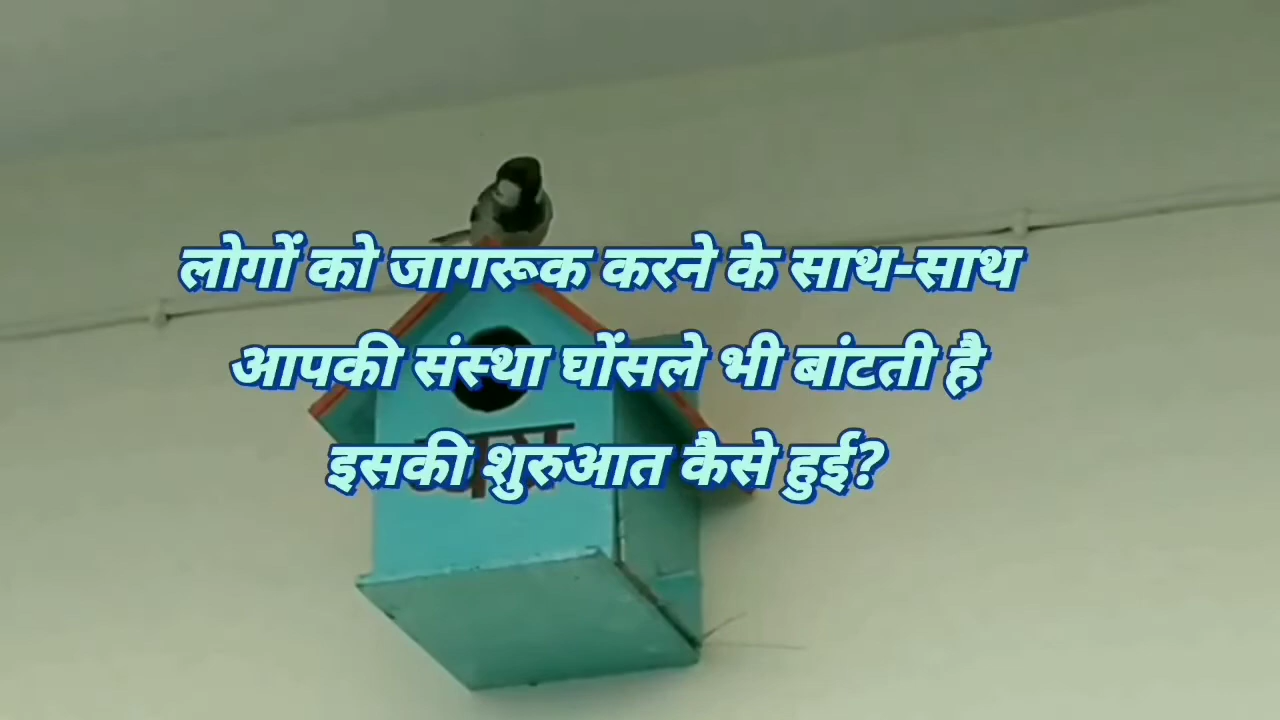 लोगों को जागरूक करने के साथ-साथ
आपकी संस्था घोंसले भी बांटती है
इसकी शुरुआत कैसे हुई?